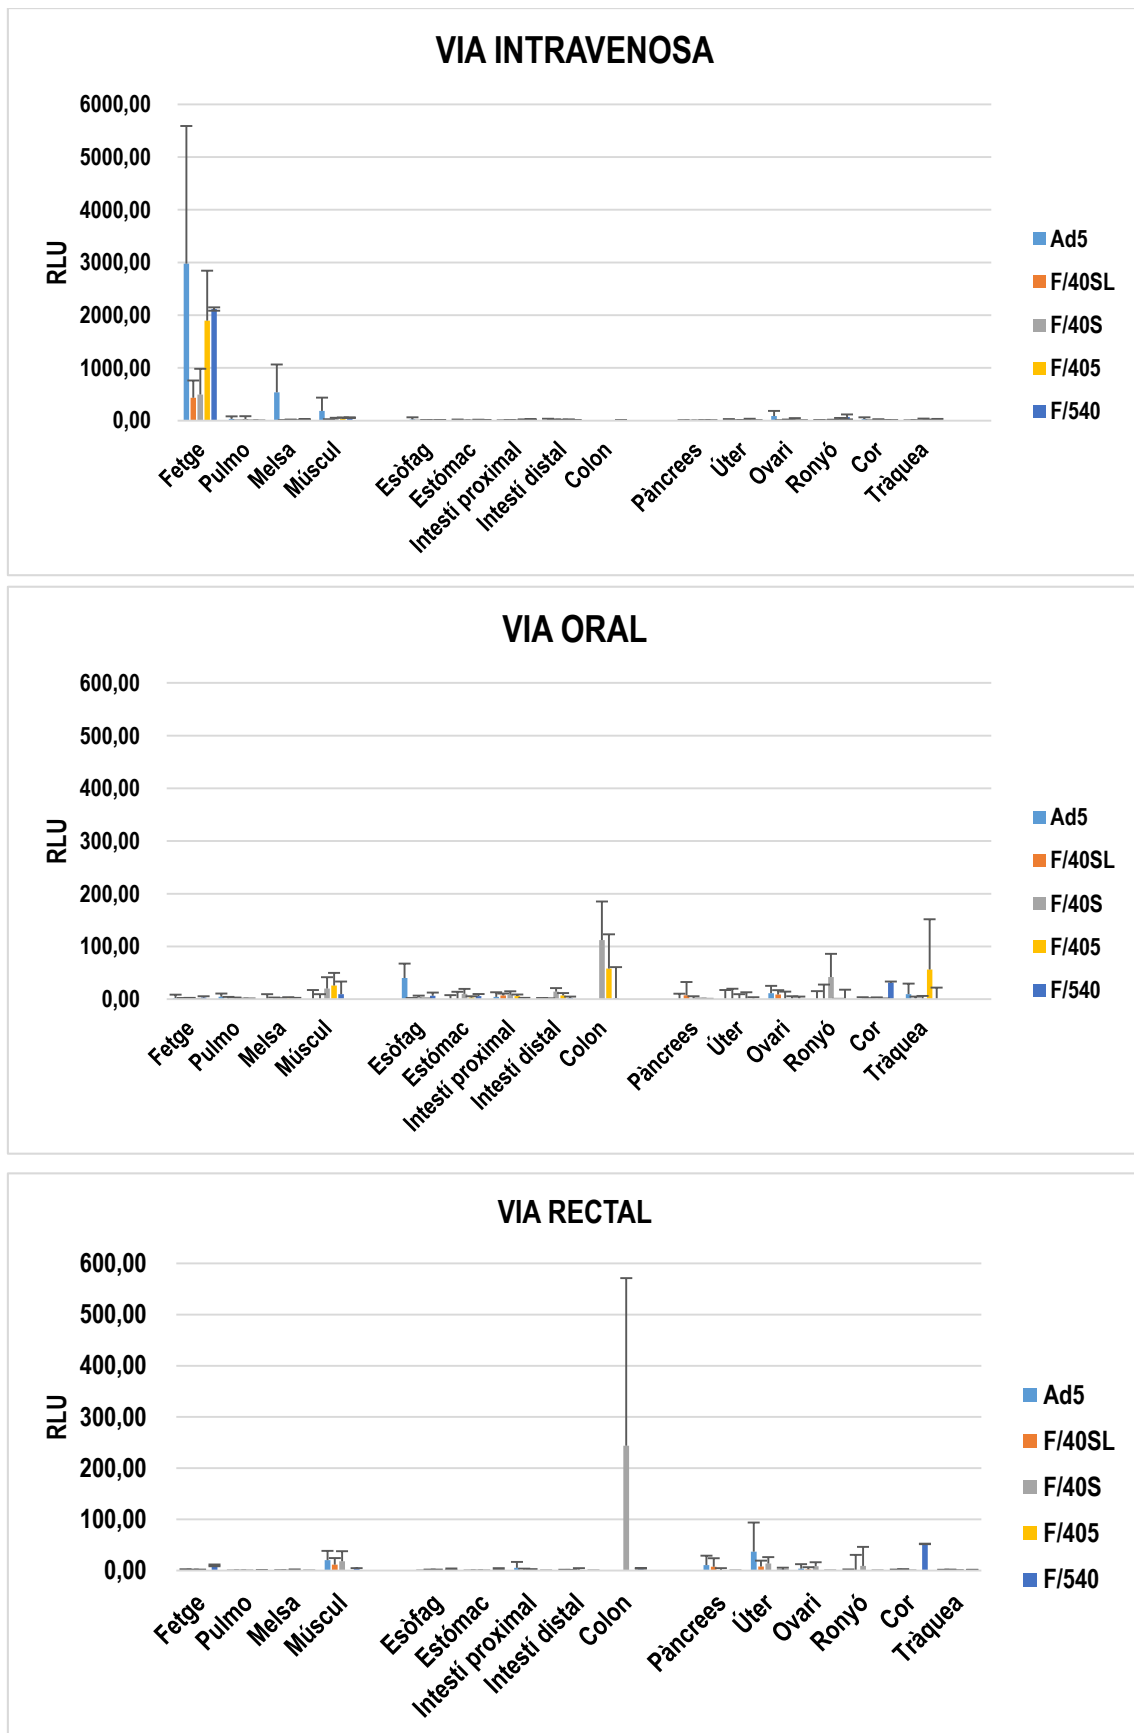 VIA INTRAVENOSA
6000,00
5000,00
4000,00
3000,00
2000,00
1000,00
0,00
RLU
Fetge
Pulmo
Melsa
Múscul
Esòfag
Estómac
Intestí proximal
Intestí distal
Colon
Pàncrees
Úter
Ovari
Ronyó
Cor
Tràquea
Ad5
F/40SL
F/40S
F/405
F/540
VIA ORAL
600,00
500,00
400,00
300,00
200,00
100,00
0,00
RLU
Fetge
Pulmo
Melsa
Múscul
Esòfag
Estómac
Intestí proximal
Intestí distal
Colon
Pàncrees
Úter
Ovari
Ronyó
Cor
Tràquea
Ad5
F/40SL
F/40S
F/405
F/540
VIA RECTAL
600,00
500,00
400,00
300,00
200,00
100,00
0,00
RLU
Fetge
Pulmo
Melsa
Múscul
Esòfag
Estómac
Intestí proximal
Intestí distal
Colon
Pàncrees
Úter
Ovari
Ronyó
Cor
Tràquea
Ad5
F/40SL
F/40S
F/405
F/540